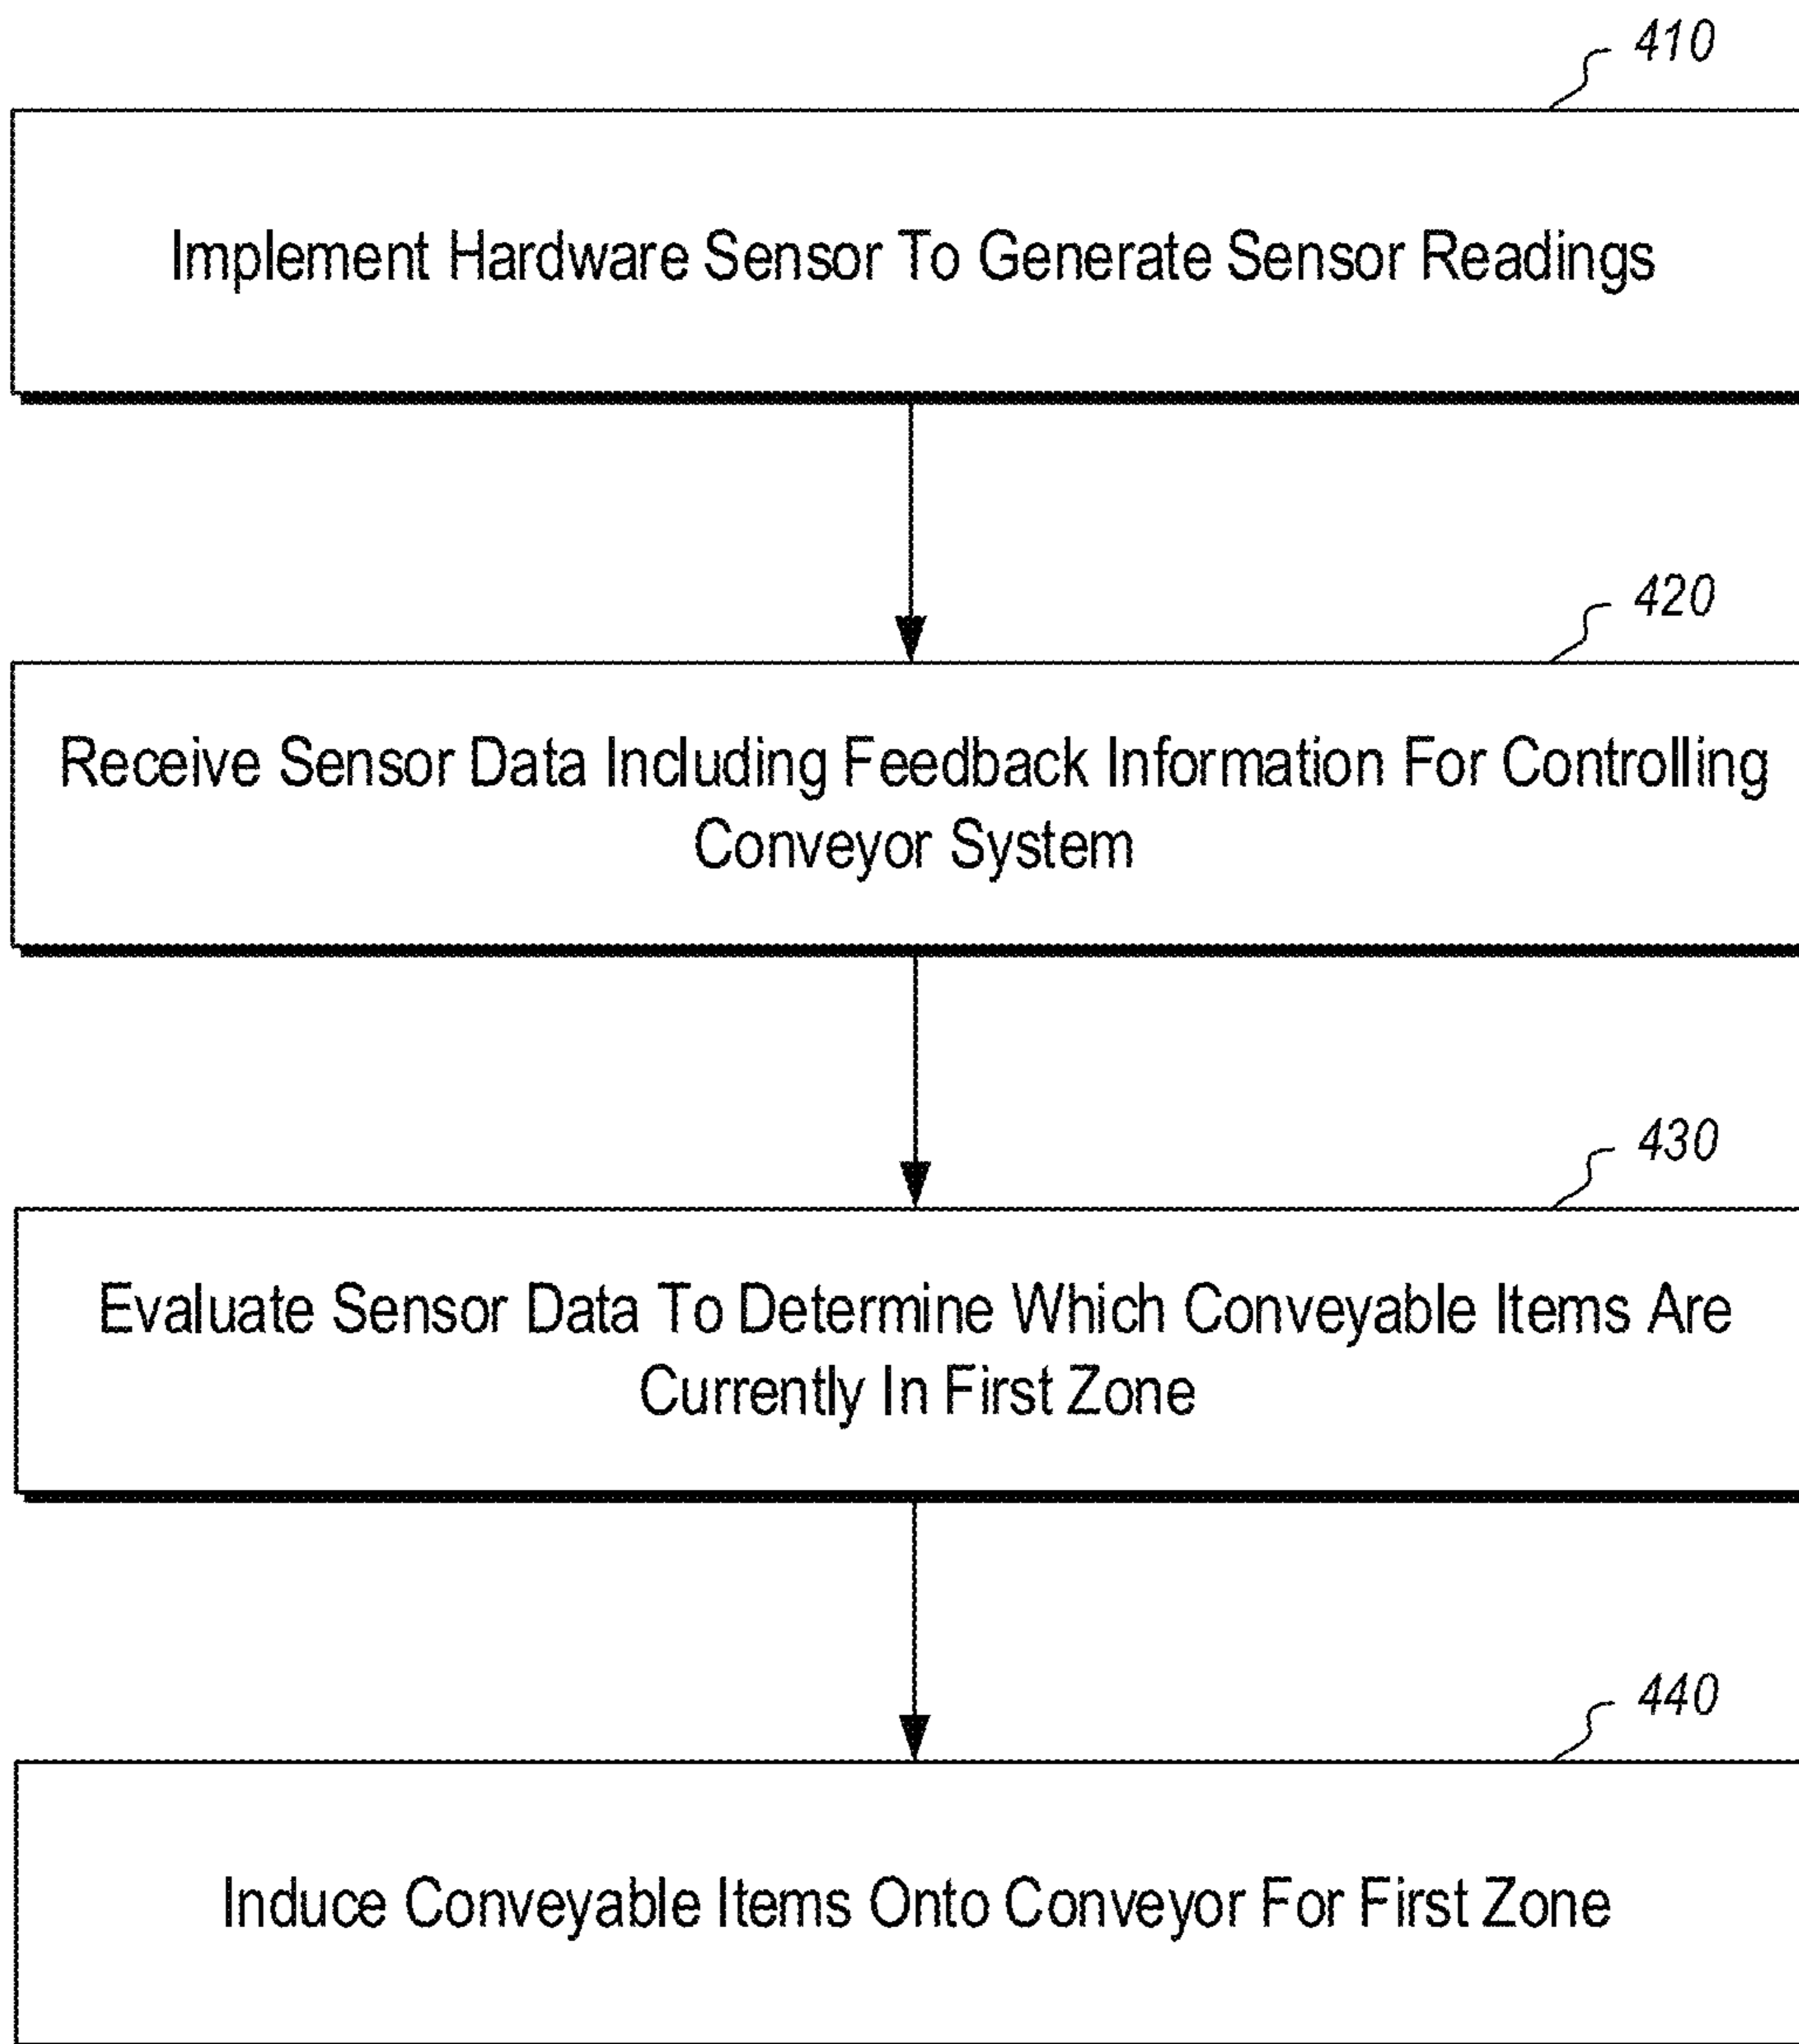 410
Implement Hardware Sensor To Generate Sensor Readings
420
Receive Sensor Data Including Feedback Information For Controlling
Conveyor System
430
Evaluate Sensor Data To Determine Which Conveyable Items Are
Currently In First Zone
440
Induce Conveyable Items Onto Conveyor For First Zone